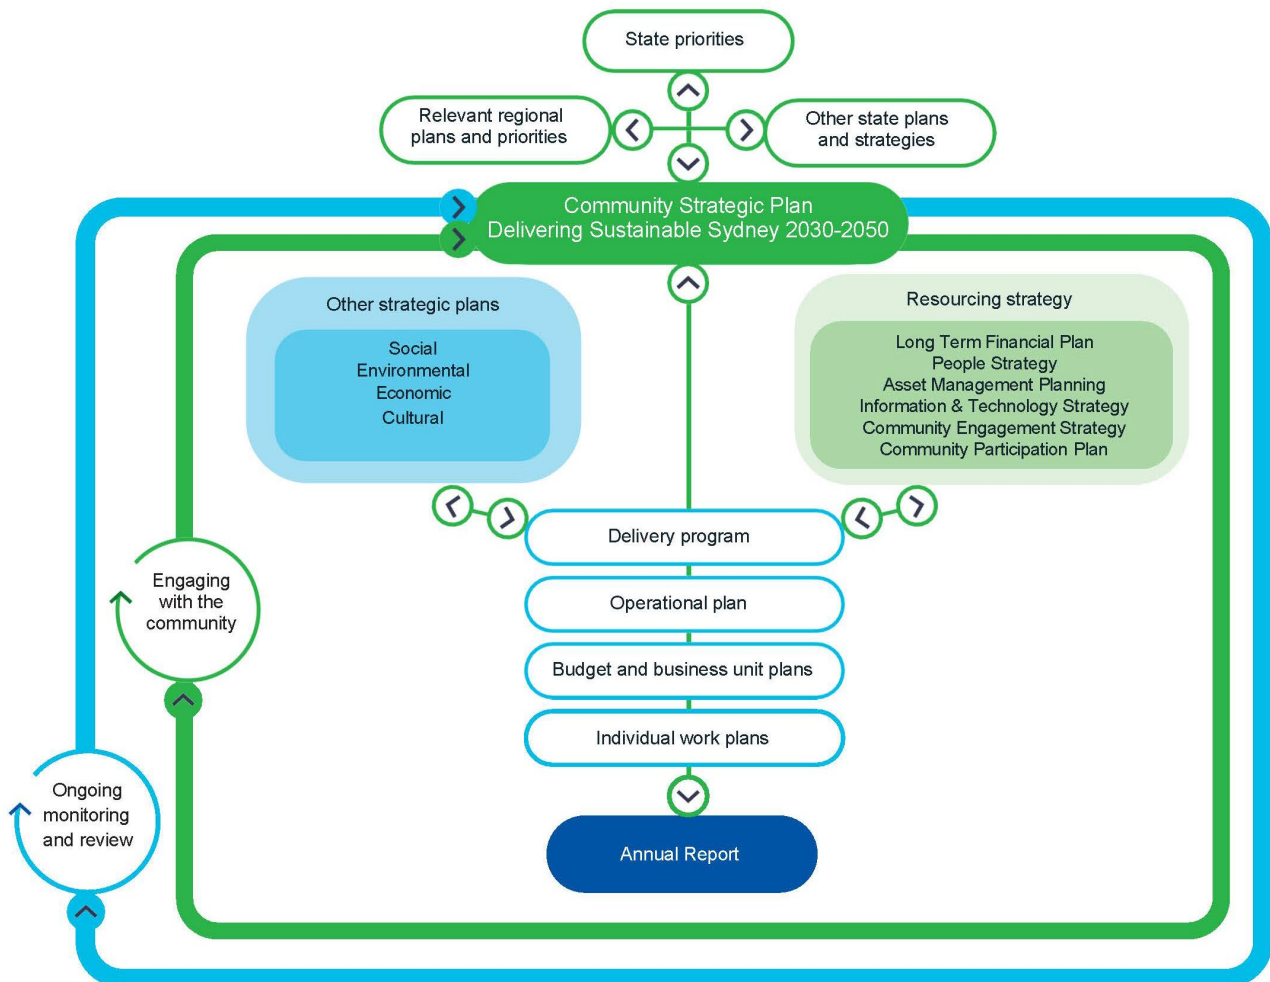 State priorities
Relevant regional
plans and priorities
Other state plans
and strategies
Community Strategic Plan
Delivering Sustainable Sydney 2030-2050
Other strategic plans
Social
Environmental
Economic
Cultural
Resourcing strategy
Long Term Financial Plan
People Strategy
Asset Management Planning
Information & Technology Strategy
Community Engagement Strategy
Community Participation Plan
Delivery program
Operational plan
Budget and business unit plans
Individual work plans
Annual Report
Engaging
with the
community
Ongoing
monitoring
and review